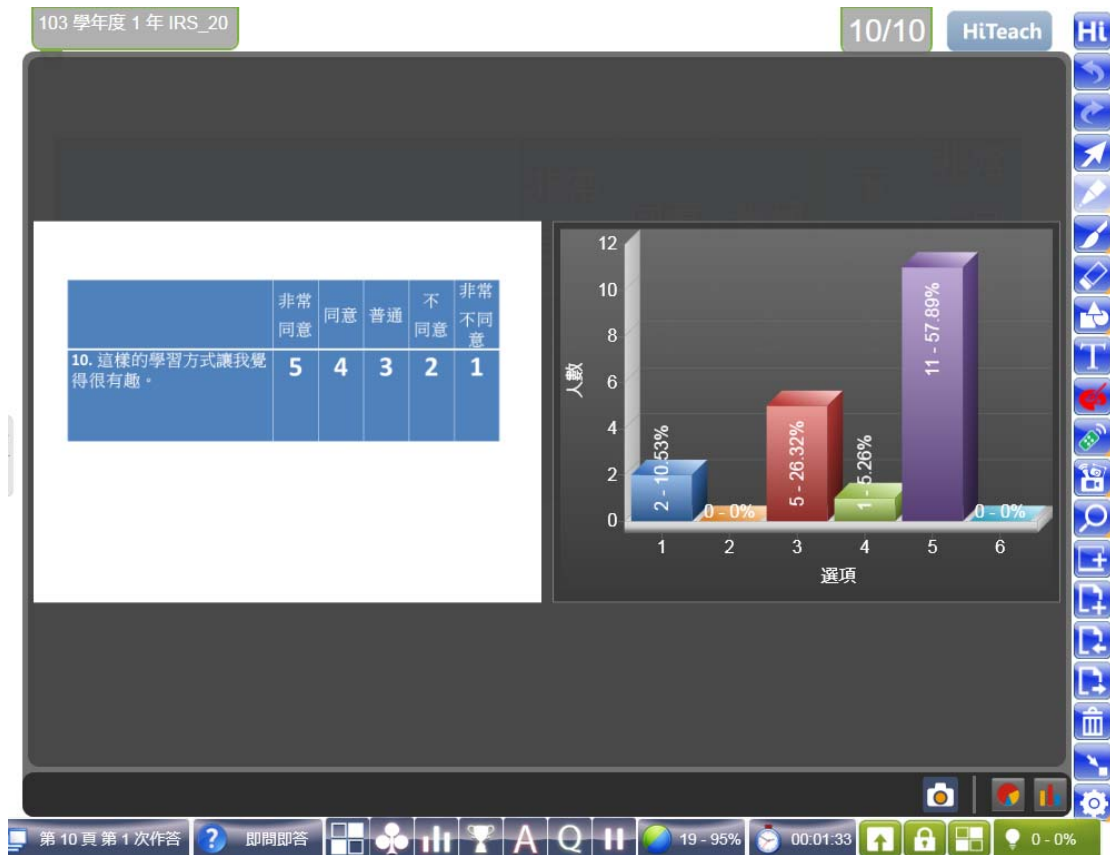 103 學年度 1 年 IRS_20
10/10
HiTeach
Hi
非常
同意
同意
普通
不
同意
非常
不同
意
10. 這樣的學習方式讓我覺
得很有趣。
5 4 3 2 1
人數
12
10
8
6
4
2
0
2 - 10.53%
0 - 0%
5 - 26.32%
1 - 5.26%
11 - 57.89%
0 - 0%
1 2 3 4 5 6
選項
T
第 10 頁 第 1 次作答
?
即問即答
A
Q
19 - 95%
00:01:33
0 - 0%